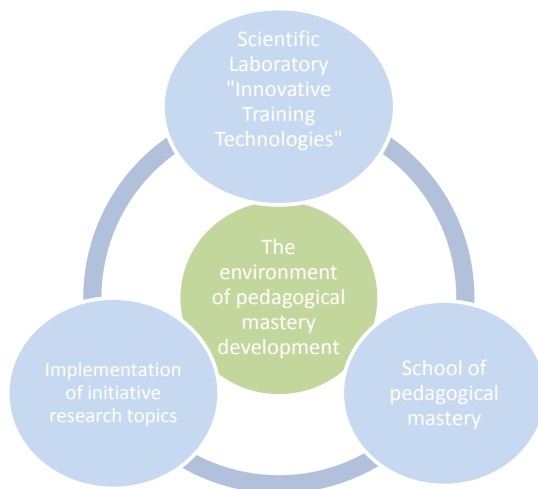 Scientific
Laboratory
"Innovative
Training
Technologies"
The
environment
of pedagogical
mastery
development
Implementation
of initiative
research topics
School of
pedagogical
mastery